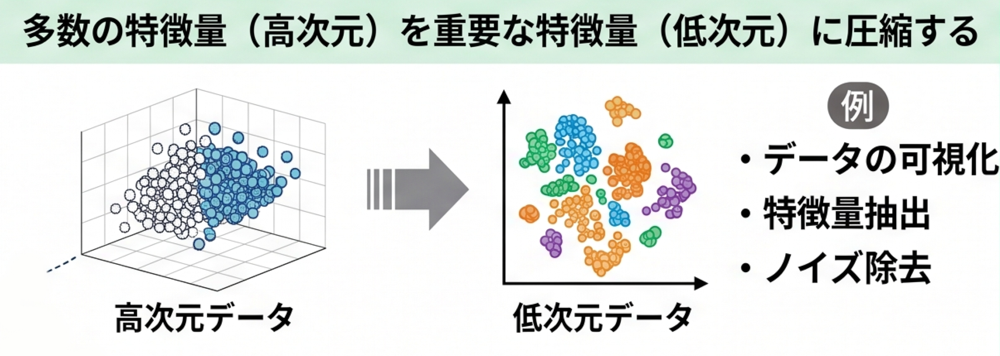 多数の特徴量（高次元）を重要な特徴量（低次元）に圧縮する
高次元データ
低次元データ
例
・データの可視化
・特徴量抽出
・ノイズ除去